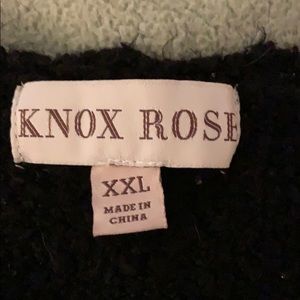 KNOX ROSE
XXL
MADE IN
CHINA